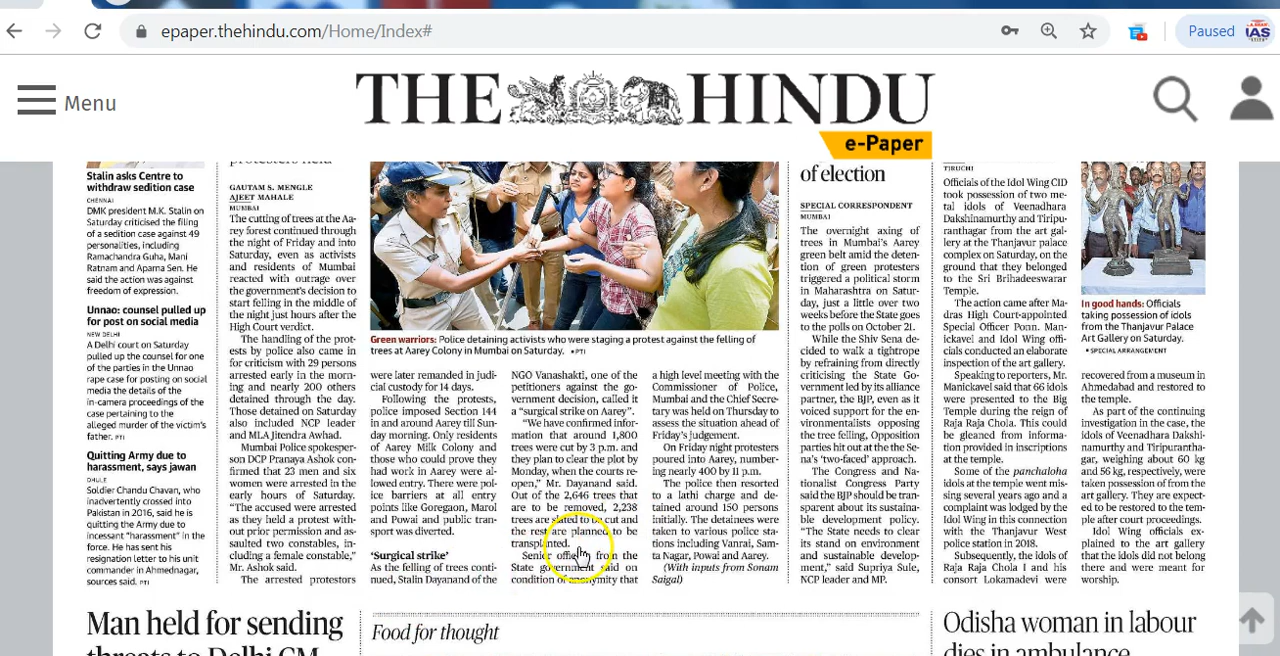 epaper.thehindu.com/Home/Index#
Paused
IAS
Menu
THE HINDU
e-Paper
Stalin asks Centre to
withdraw sedition case
CHENNAI
DMK president M.K. Stalin on
Saturday criticised the filing
of a sedition case against 49
personalities, including
Ramachandra Guha, Mani
Ratnam and Aparna Sen. He
said the action was against
freedom of expression.
Unnao: counsel pulled up
for post on social media
NEW DELHI
A Delhi court on Saturday
pulled up the counsel for one
of the parties in the Unnao
rape case for posting on social
media the details of the
in-camera proceedings of the
case pertaining to the
alleged murder of the victim's
father. PTI
Quitting Army due to
harassment, says jawan
DHULE
Soldier Chandu Chavan, who
inadvertently crossed into
Pakistan in 2016, said he is
quitting the Army due to
incessant "harassment" in the
force. He has sent his
resignation letter to his unit
commander in Ahmednagar,
sources said. PTI
protesters held
GAUTAM S. MENGLE
AJEET MAHALE
MUMBAI
The cutting of trees at the Aa-
rey forest continued through
the night of Friday and into
Saturday, even as activists
and residents of Mumbai
reacted with outrage over
the government's decision to
start felling in the middle of
the night just hours after the
High Court verdict.
The handling of the prot-
ests by police also came in
for criticism with 29 persons
arrested early in the morn-
ing and nearly 200 others
detained through the day.
Those detained on Saturday
also included NCP leader
and MLA Jitendra Awhad.
Mumbai Police spokesper-
son DCP Pranaya Ashok con-
firmed that 23 men and six
women were arrested in the
early hours of Saturday.
"The accused were arrested
as they held a protest with-
out prior permission and as-
saulted two constables, in-
cluding a female constable,"
Mr. Ashok said.
The arrested protestors
Green warriors: Police detaining activists who were staging a protest against the felling of
trees at Aarey Colony in Mumbai on Saturday. • PTI
were later remanded in judi-
cial custody for 14 days.
Following the protests,
police imposed Section 144
in and around Aarey till Sun-
day morning. Only residents
of Aarey Milk Colony and
those who could prove they
had work in Aarey were al-
lowed entry. There were pol-
ice barriers at all entry
points like Goregaon, Marol
and Powai and public tran-
sport was diverted.
'Surgical strike'
As the felling of trees conti-
nued, Stalin Dayanand of the
NGO Vanashakti, one of the
petitioners against the go-
vernment decision, called it
a "surgical strike on Aarey".
"We have confirmed infor-
mation that around 1,800
trees were cut by 3 p.m. and
they plan to clear the plot by
Monday, when the courts re-
open," Mr. Dayanand said.
Out of the 2,646 trees that
are to be removed, 2,238
trees are slated to be cut and
the rest are planned to be
transplanted.
Senior officials from the
State government said on
condition of anonymity that
a high level meeting with the
Commissioner of Police,
Mumbai and the Chief Secre-
tary was held on Thursday to
assess the situation ahead of
Friday's judgement.
On Friday night protesters
poured into Aarey, number-
ing nearly 400 by 11 p.m.
The police then resorted
to a lathi charge and de-
tained around 150 persons
initially. The detainees were
taken to various police sta-
tions including Vanrai, Sam-
ta Nagar, Powai and Aarey.
(With inputs from Sonam
Saigal)
of election
SPECIAL CORRESPONDENT
MUMBAI
The overnight axing of
trees in Mumbai's Aarey
green belt amid the deten-
tion of green protesters
triggered a political storm
in Maharashtra on Satur-
day, just a little over two
weeks before the State goes
to the polls on October 21.
While the Shiv Sena de-
cided to walk a tightrope
by refraining from directly
criticising the State Go-
vernment led by its alliance
partner, the BJP, even as it
voiced support for the en-
vironmentalists opposing
the tree felling, Opposition
parties hit out at the the Se-
na's 'two-faced' approach.
The Congress and Na-
tionalist Congress Party
said the BJP should be tran-
sparent about its sustaina-
ble development policy.
"The State needs to clear
its stand on environment
and sustainable develop-
ment," said Supriya Sule,
NCP leader and MP.
TIRUCHI
Officials of the Idol Wing CID
took possession of two me-
tal idols of Veenadhara
Dakshinamurthy and Tiripu-
ranthagar from the art gal-
lery at the Thanjavur palace
complex on Saturday, on the
ground that they belonged
to the Sri Brihadeeswarar
Temple.
The action came after Ma-
dras High Court-appointed
Special Officer Ponn. Man-
ickavel and Idol Wing offi-
cials conducted an elaborate
inspection of the art gallery.
Speaking to reporters, Mr.
Manickavel said that 66 idols
were presented to the Big
Temple during the reign of
Raja Raja Chola. This could
be gleaned from informa-
tion provided in inscriptions
at the temple.
Some of the panchaloha
idols at the temple went mis-
sing several years ago and a
complaint was lodged by the
Idol Wing in this connection
with the Thanjavur West
police station in 2018.
Subsequently, the idols of
Raja Raja Chola I and his
consort Lokamadevi were
In good hands: Officials
taking possession of idols
from the Thanjavur Palace
Art Gallery on Saturday.
• SPECIAL ARRANGEMENT
recovered from a museum in
Ahmedabad and restored to
the temple.
As part of the continuing
investigation in the case, the
idols of Veenadhara Dakshi-
namurthy and Tiripurantha-
gar, weighing about 60 kg
and 56 kg, respectively, were
taken possession of from the
art gallery. They are expect-
ed to be restored to the tem-
ple after court proceedings.
Idol Wing officials ex-
plained to the art gallery
that the idols did not belong
there and were meant for
worship.
Man held for sending
threats to Delhi CM
Food for thought
Odisha woman in labour
dies in ambulance